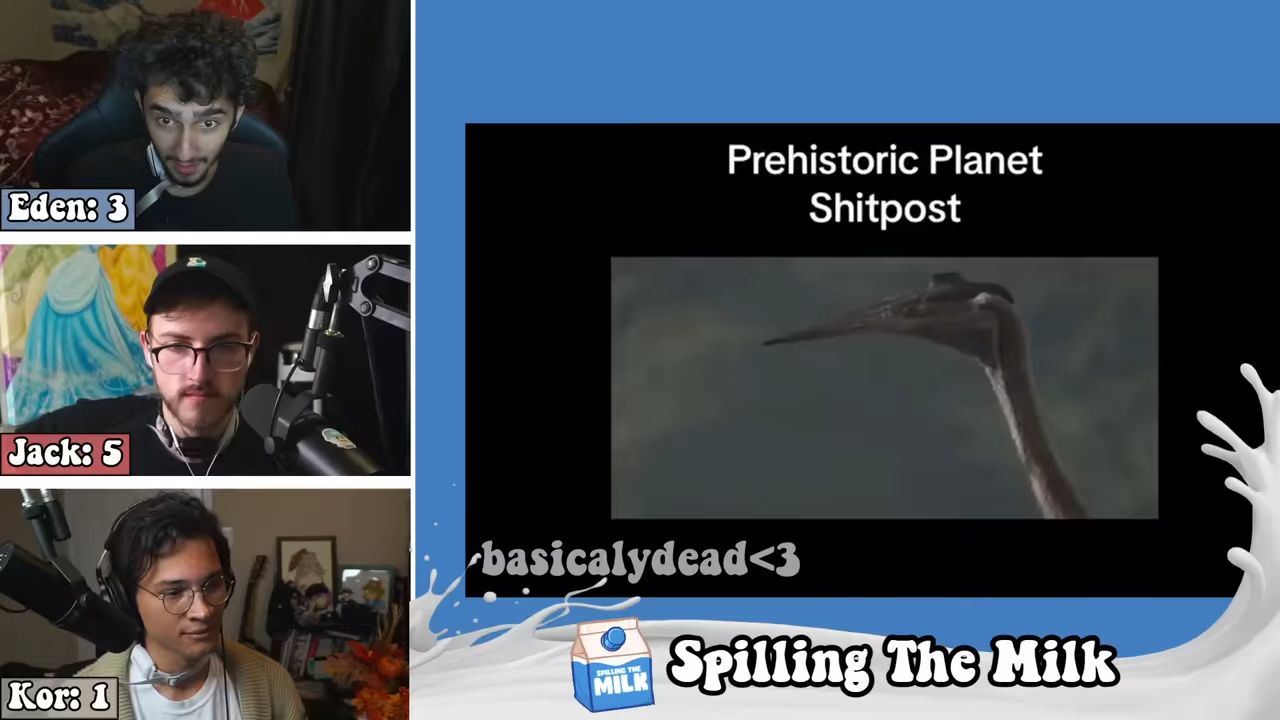 Eden: 3
Jack: 5
Kor: 1
Prehistoric Planet
Shitpost
basicalydead<3
SPILLING THE
MILK
Spilling The Milk